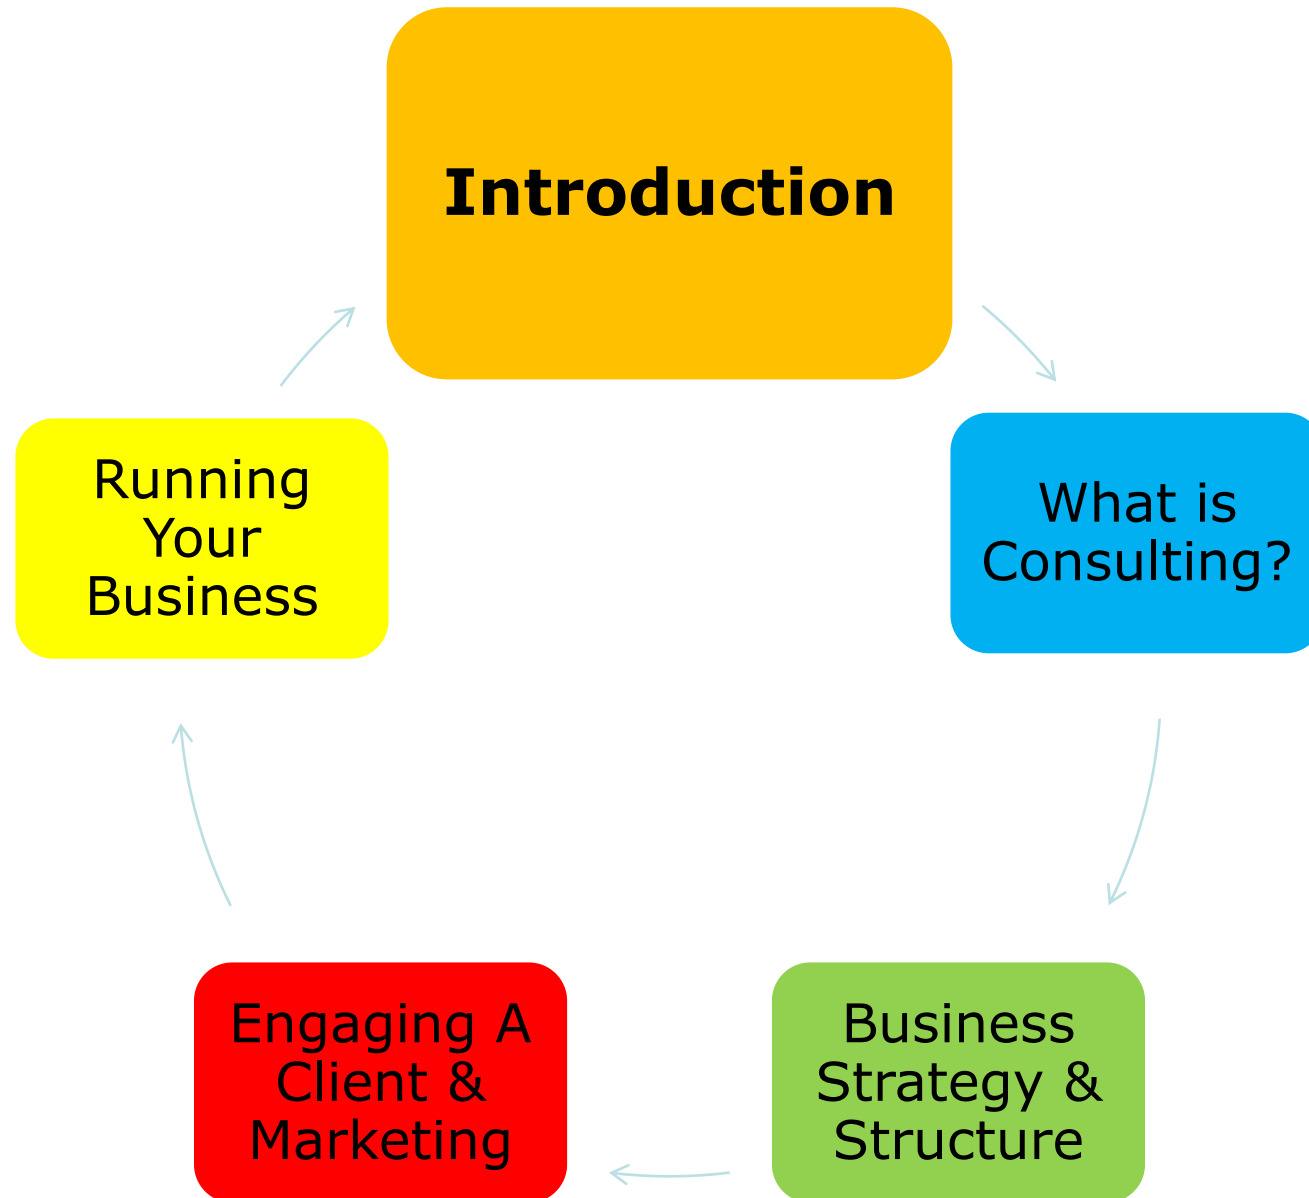 Introduction
What is
Consulting?
Business
Strategy &
Structure
Engaging A
Client &
Marketing
Running
Your
Business